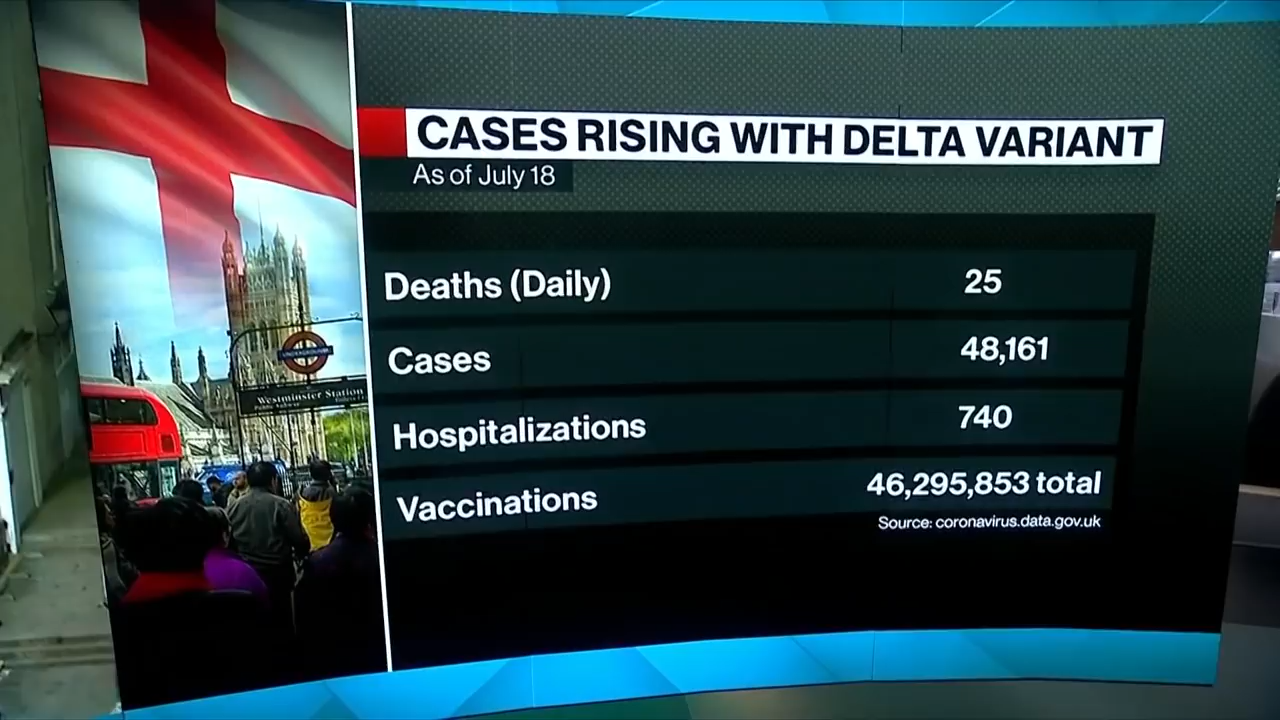 CASES RISING WITH DELTA VARIANT
As of July 18
Deaths (Daily) 25
Cases 48,161
Hospitalizations 740
Vaccinations 46,295,853 total
Source: coronavirus.data.gov.uk
UNDERGROUND
Westminster Station